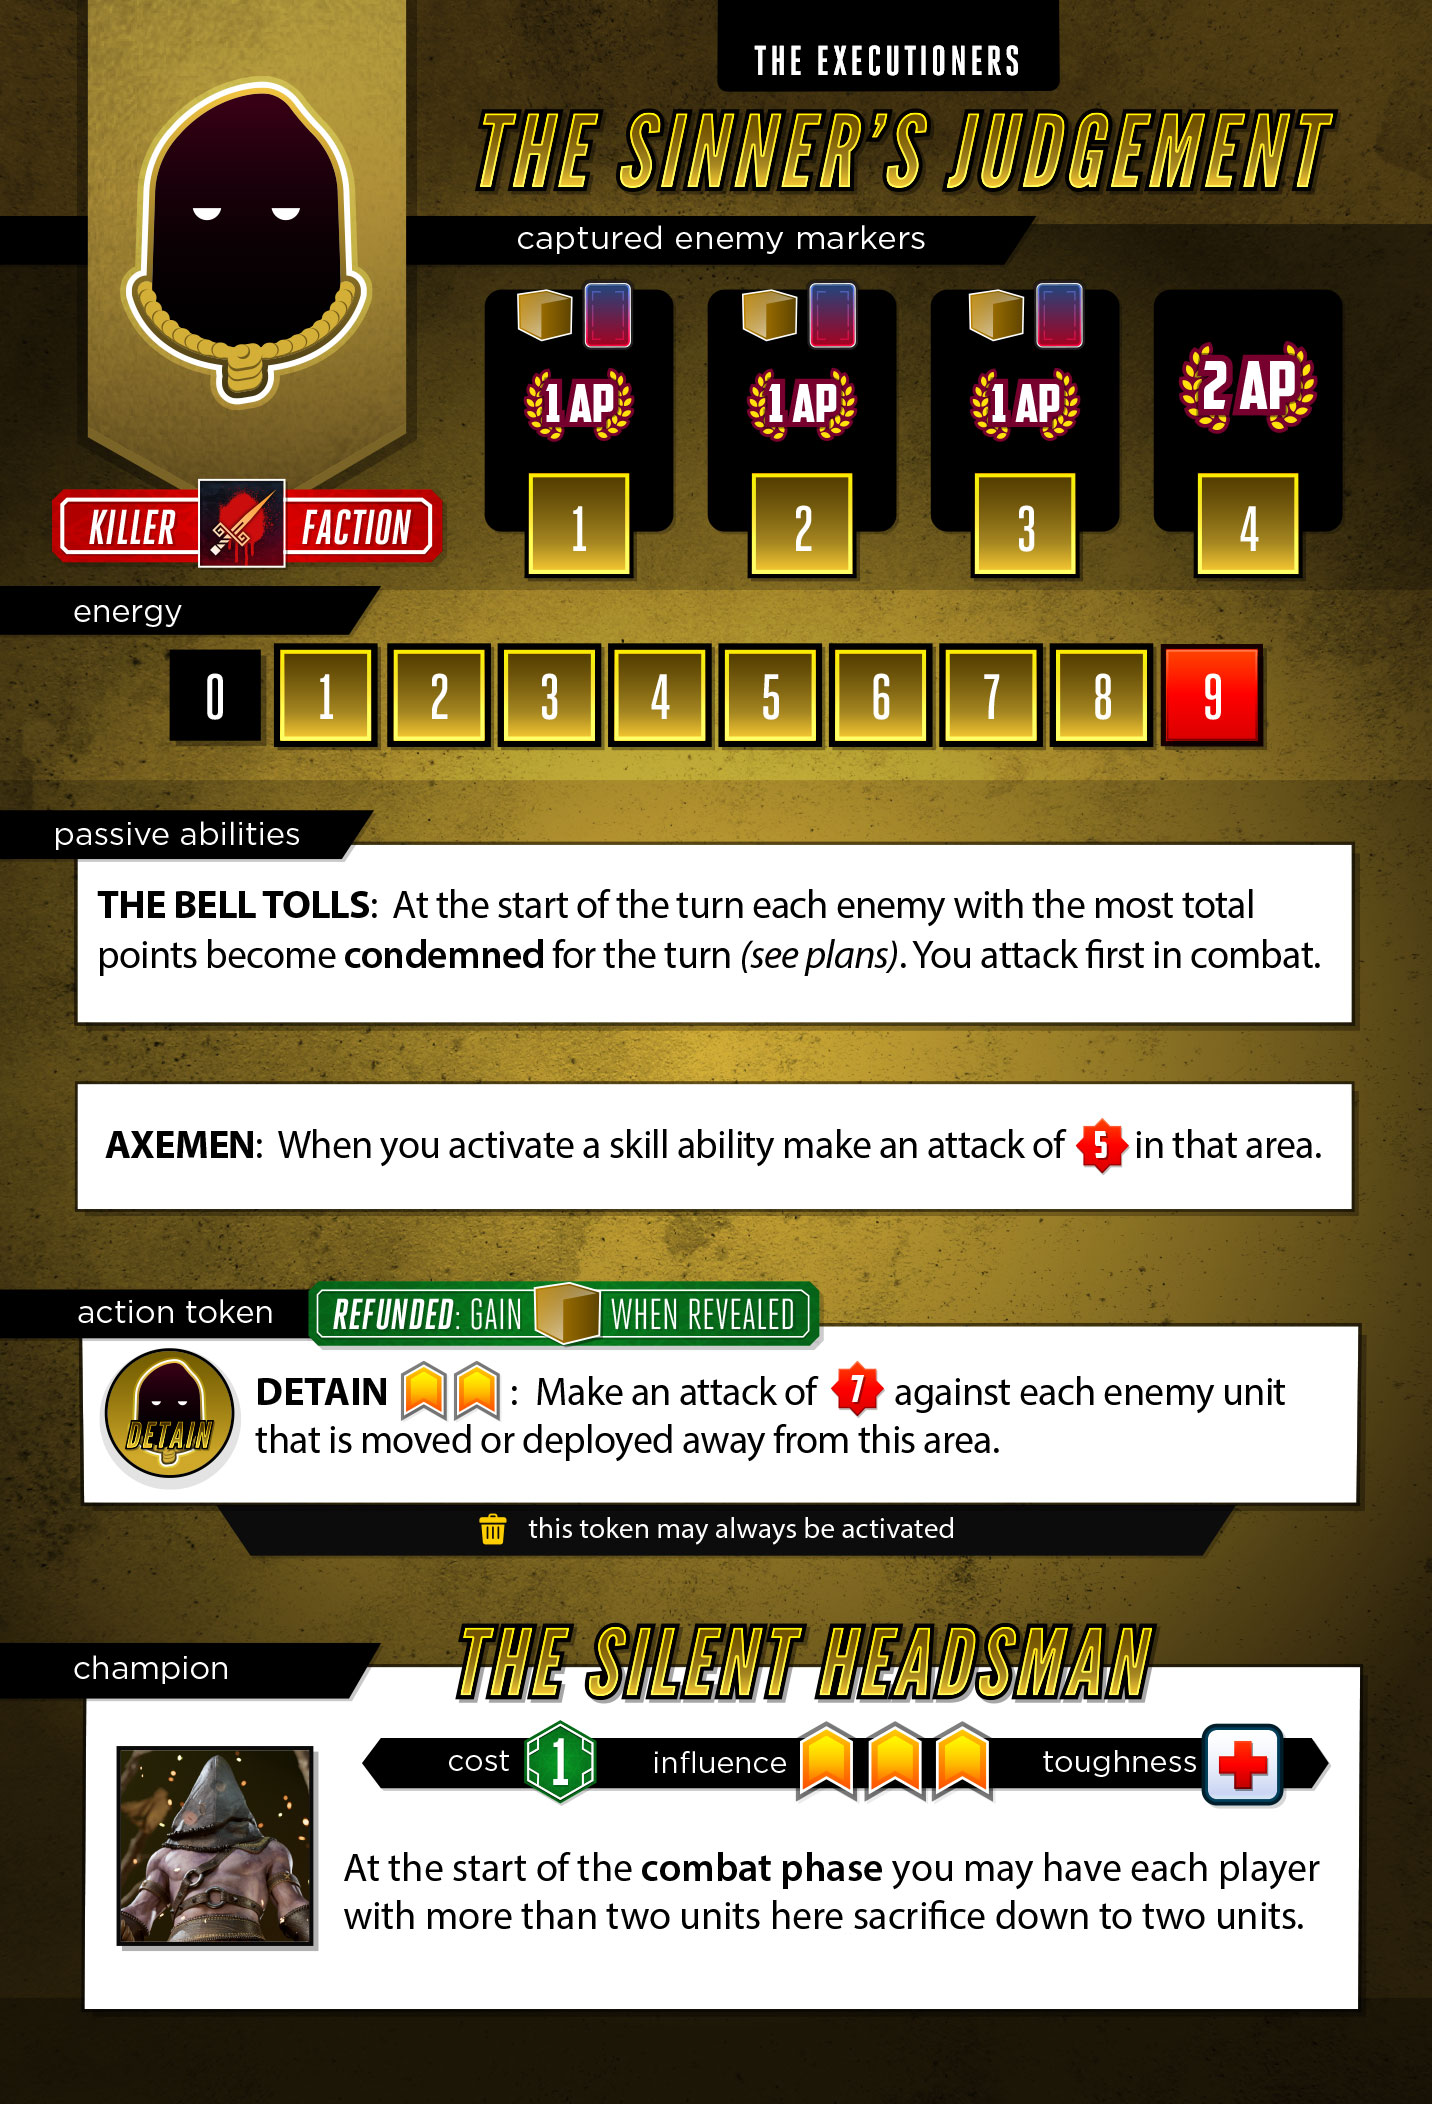 THE EXECUTIONERS
THE SINNER'S JUDGEMENT
captured enemy markers
1 AP 1 AP 1 AP 2 AP
1 2 3 4
KILLER FACTION
energy
0 1 2 3 4 5 6 7 8 9
passive abilities
THE BELL TOLLS: At the start of the turn each enemy with the most total
points become condemned for the turn (see plans). You attack first in combat.
AXEMEN: When you activate a skill ability make an attack of 5 in that area.
action token
REFUNDED: GAIN WHEN REVEALED
DETAIN
DETAIN : Make an attack of 7 against each enemy unit
that is moved or deployed away from this area.
this token may always be activated
THE SILENT HEADSMAN
champion
cost 1 influence toughness
At the start of the combat phase you may have each player
with more than two units here sacrifice down to two units.